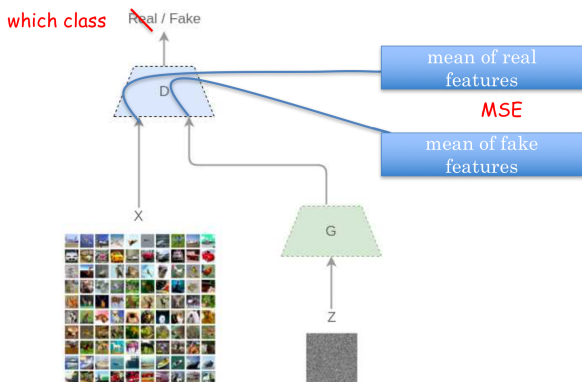 which class
Real / Fake
D
mean of real
features
MSE
mean of fake
features
X
G
Z